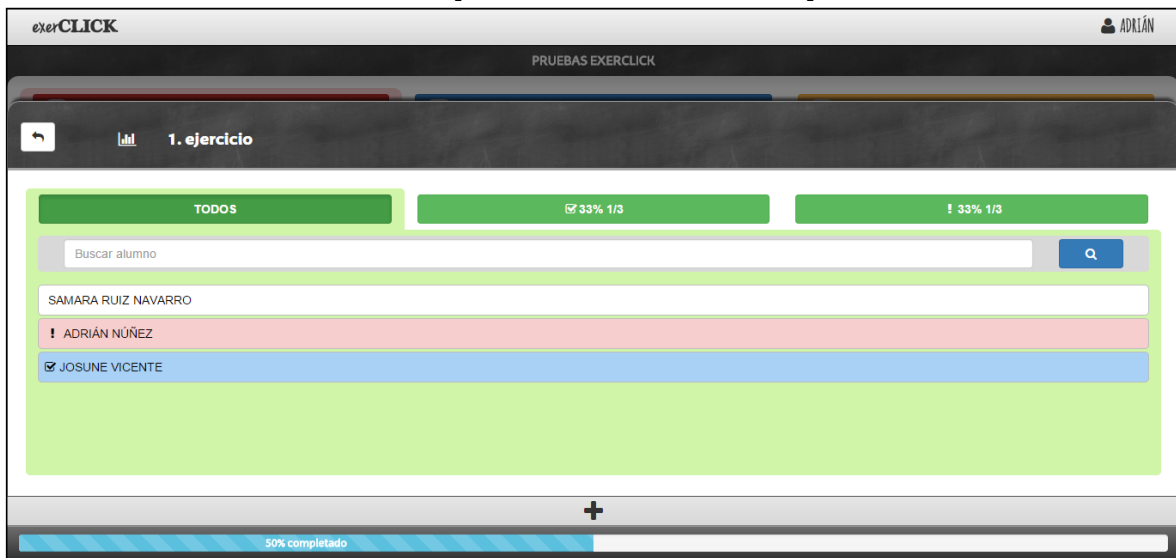 exerCLICK
ADRIÁN
PRUEBAS EXERCLICK
1. ejercicio
TODOS
33% 1/3
! 33% 1/3
Buscar alumno
SAMARA RUIZ NAVARRO
! ADRIÁN NÚÑEZ
JOSUNE VICENTE
50% completado